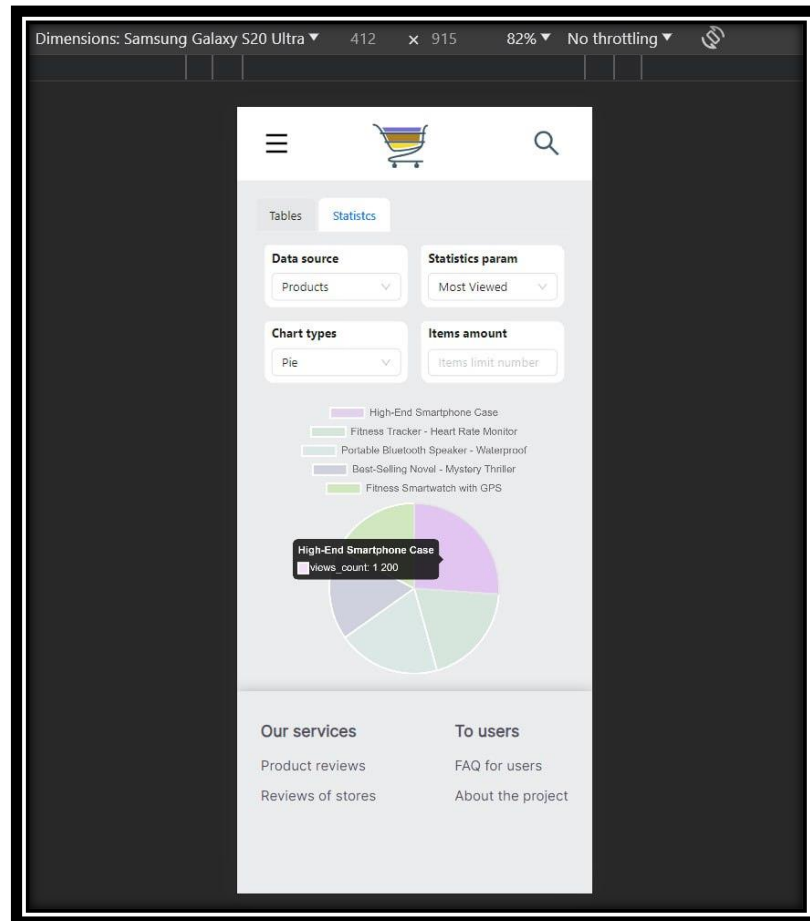 Dimensions: Samsung Galaxy S20 Ultra ▼ 412 × 915 82% ▼ No throttling ▼
Tables Statistcs
Data source Statistics param
Products Most Viewed
Chart types Items amount
Pie Items limit number
High-End Smartphone Case
Fitness Tracker - Heart Rate Monitor
Portable Bluetooth Speaker - Waterproof
Best-Selling Novel - Mystery Thriller
Fitness Smartwatch with GPS
High-End Smartphone Case
views_count: 1 200
Our services To users
Product reviews FAQ for users
Reviews of stores About the project